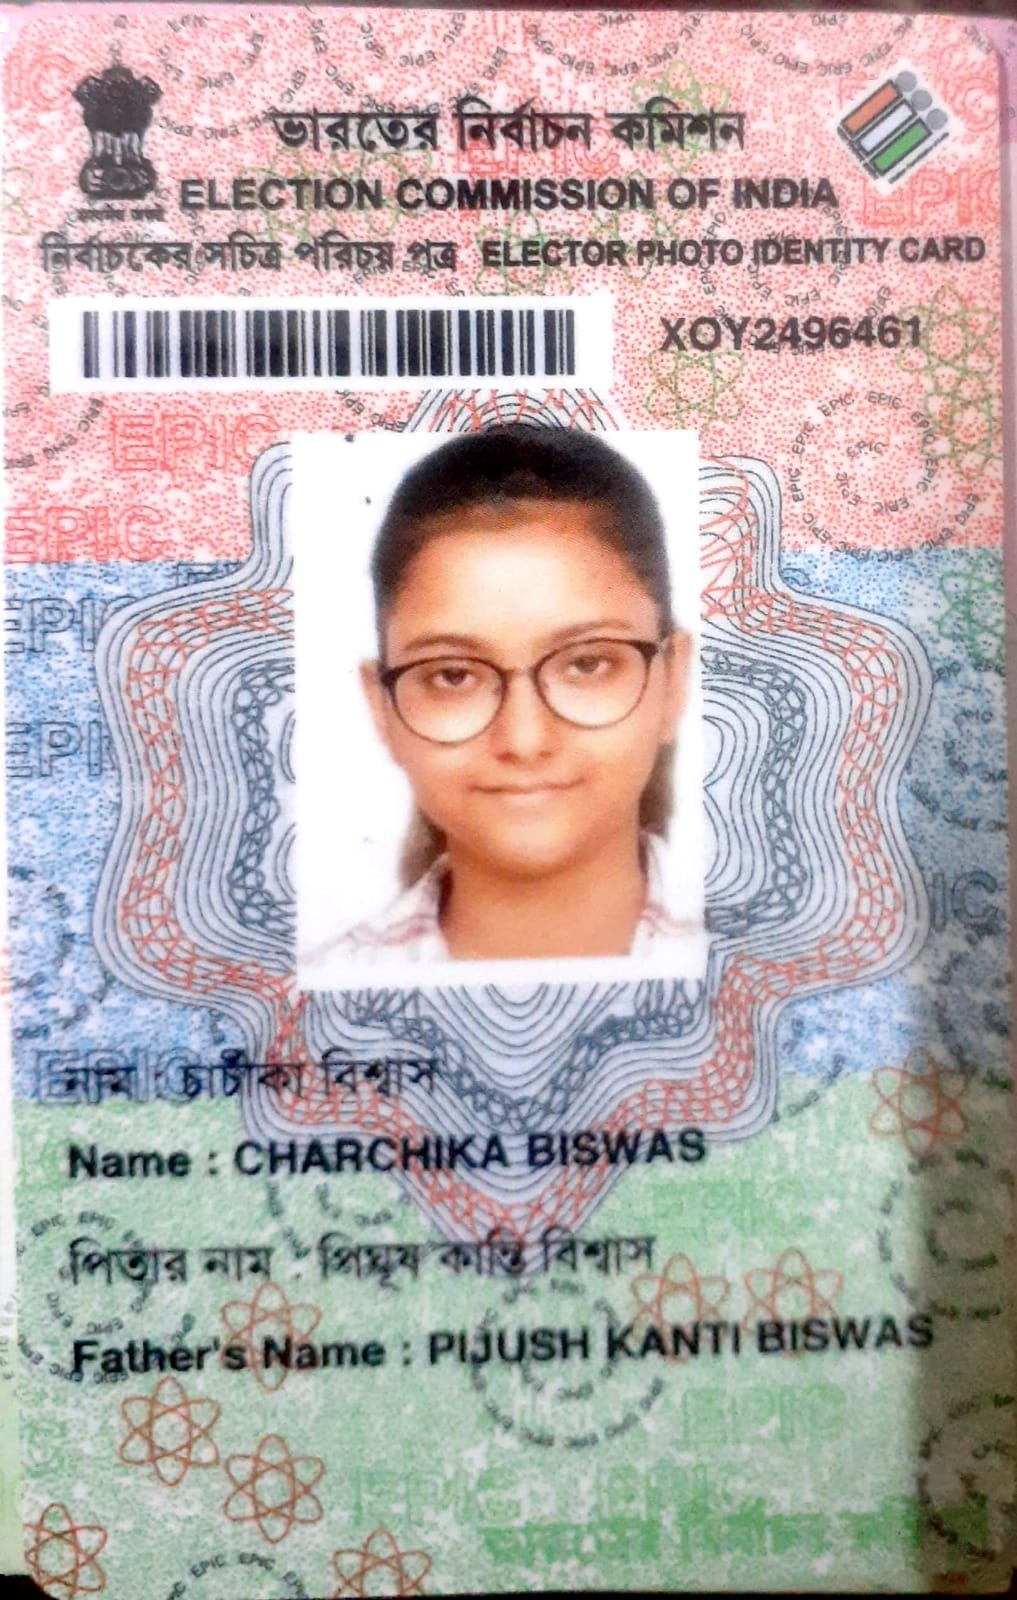 ভারতের নির্বাচন কমিশন
ELECTION COMMISSION OF INDIA
নির্বাচকের সচিত্র পরিচয় পত্র ELECTOR PHOTO IDENTITY CARD
XOY2496461
নাম : চার্চীকা বিশ্বাস
Name : CHARCHIKA BISWAS
পিতার নাম : পিযূষ কান্তি বিশ্বাস
Father's Name : PIJUSH KANTI BISWAS